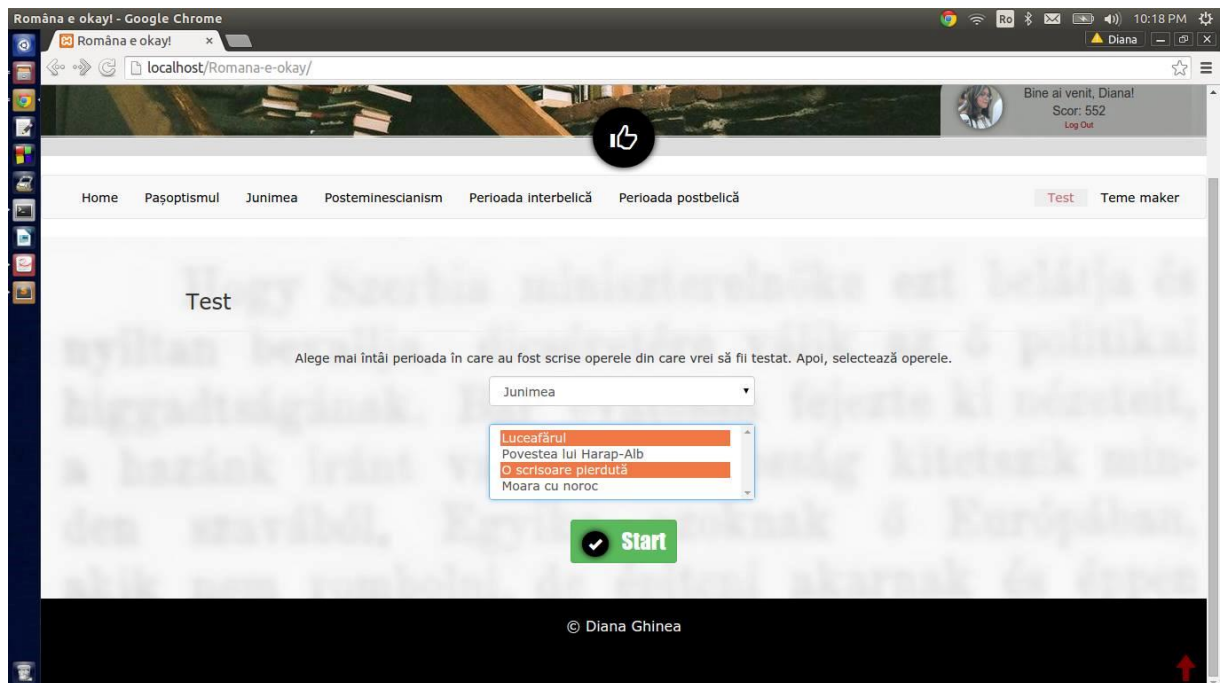 Româna e okay! - Google Chrome
Ro
10:18 PM
Româna e okay!
Diana
localhost/Romana-e-okay/
Bine ai venit, Diana!
Scor: 552
Log Out
Home Pașoptismul Junimea Posteminescianism Perioada interbelică Perioada postbelică Test Teme maker
Test
Alege mai întâi perioada în care au fost scrise operele din care vrei să fii testat. Apoi, selectează operele.
Junimea
Luceafărul
Povestea lui Harap-Alb
O scrisoare pierdută
Moara cu noroc
Start
© Diana Ghinea